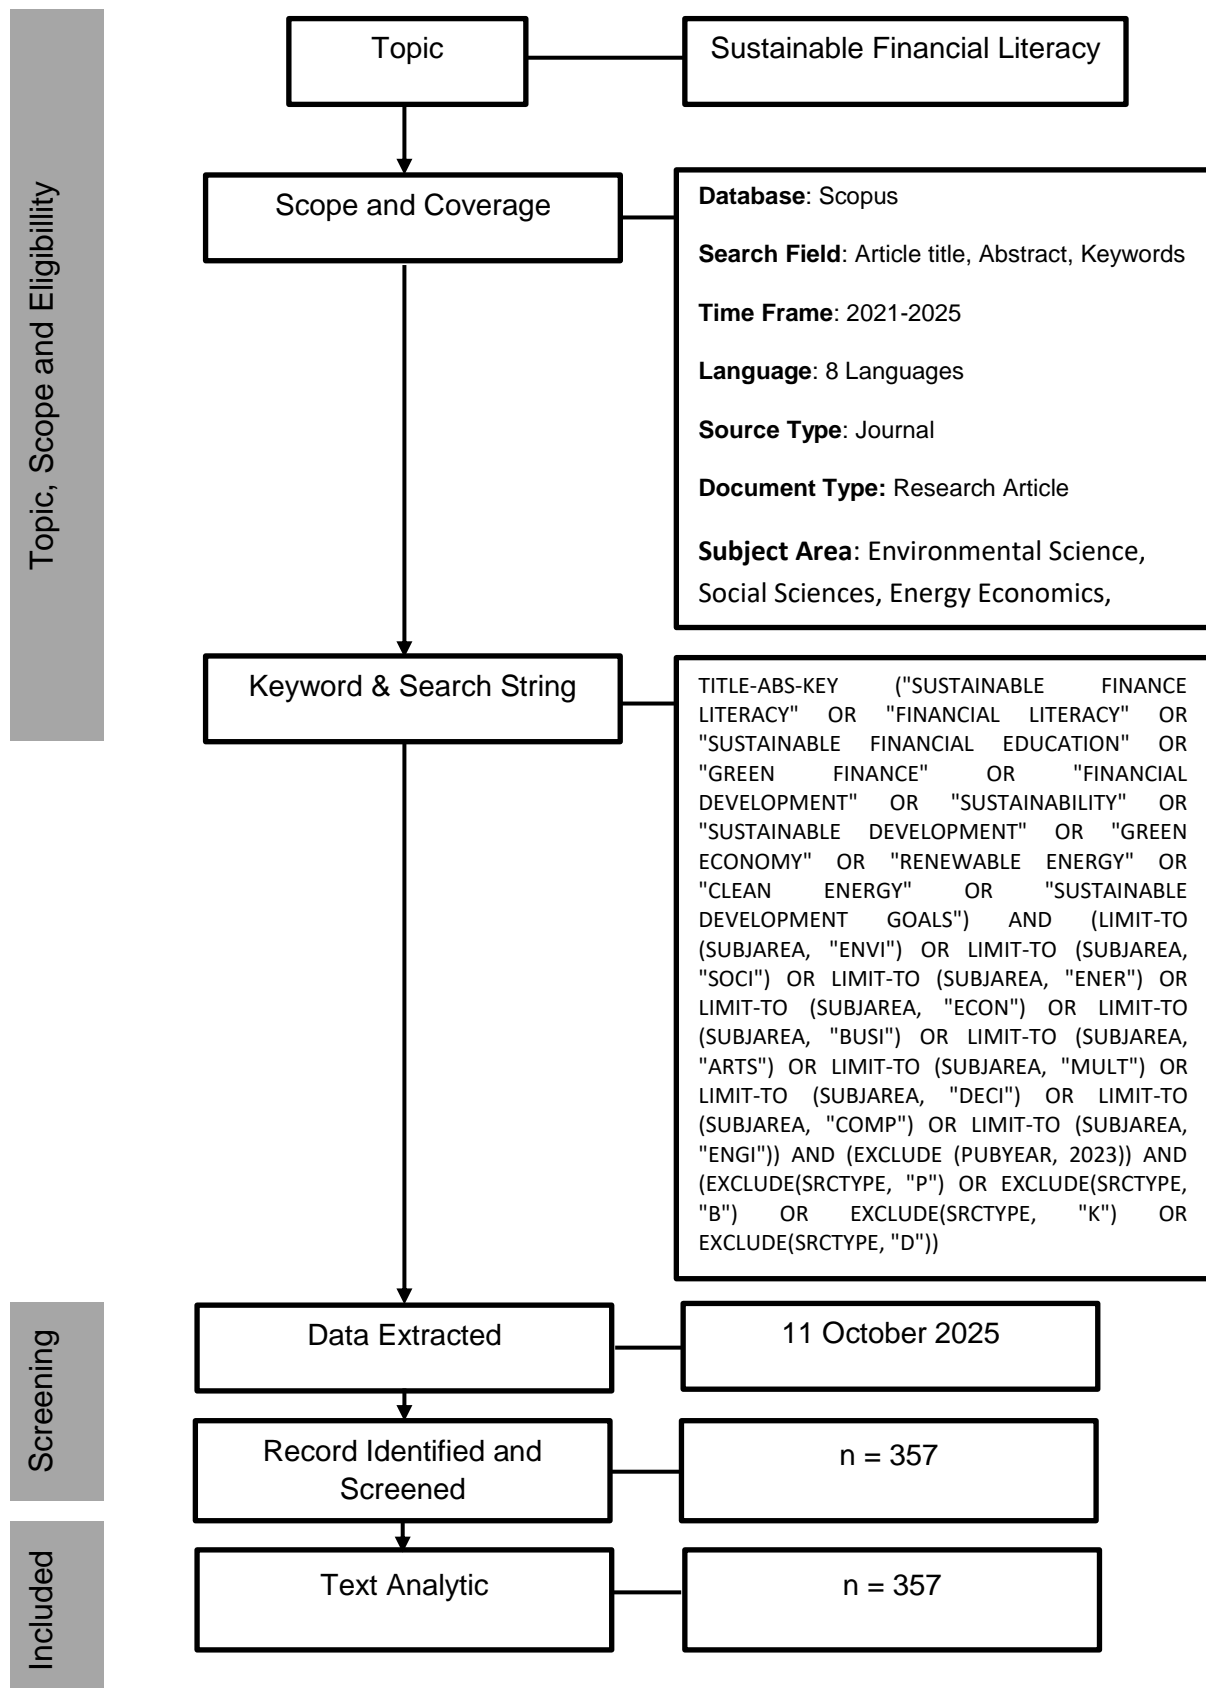 Topic, Scope and Eligibillity
Topic
Sustainable Financial Literacy
Scope and Coverage
Database: Scopus
Search Field: Article title, Abstract, Keywords
Time Frame: 2021-2025
Language: 8 Languages
Source Type: Journal
Document Type: Research Article
Subject Area: Environmental Science,
Social Sciences, Energy Economics,
Keyword & Search String
TITLE-ABS-KEY ("SUSTAINABLE FINANCE
LITERACY" OR "FINANCIAL LITERACY" OR
"SUSTAINABLE FINANCIAL EDUCATION" OR
"GREEN FINANCE" OR "FINANCIAL
DEVELOPMENT" OR "SUSTAINABILITY" OR
"SUSTAINABLE DEVELOPMENT" OR "GREEN
ECONOMY" OR "RENEWABLE ENERGY" OR
"CLEAN ENERGY" OR "SUSTAINABLE
DEVELOPMENT GOALS") AND (LIMIT-TO
(SUBJAREA, "ENVI") OR LIMIT-TO (SUBJAREA,
"SOCI") OR LIMIT-TO (SUBJAREA, "ENER") OR
LIMIT-TO (SUBJAREA, "ECON") OR LIMIT-TO
(SUBJAREA, "BUSI") OR LIMIT-TO (SUBJAREA,
"ARTS") OR LIMIT-TO (SUBJAREA, "MULT") OR
LIMIT-TO (SUBJAREA, "DECI") OR LIMIT-TO
(SUBJAREA, "COMP") OR LIMIT-TO (SUBJAREA,
"ENGI")) AND (EXCLUDE (PUBYEAR, 2023)) AND
(EXCLUDE(SRCTYPE, "P") OR EXCLUDE(SRCTYPE,
"B") OR EXCLUDE(SRCTYPE, "K") OR
EXCLUDE(SRCTYPE, "D"))
Screening
Data Extracted
11 October 2025
Record Identified and
Screened
n = 357
Included
Text Analytic
n = 357